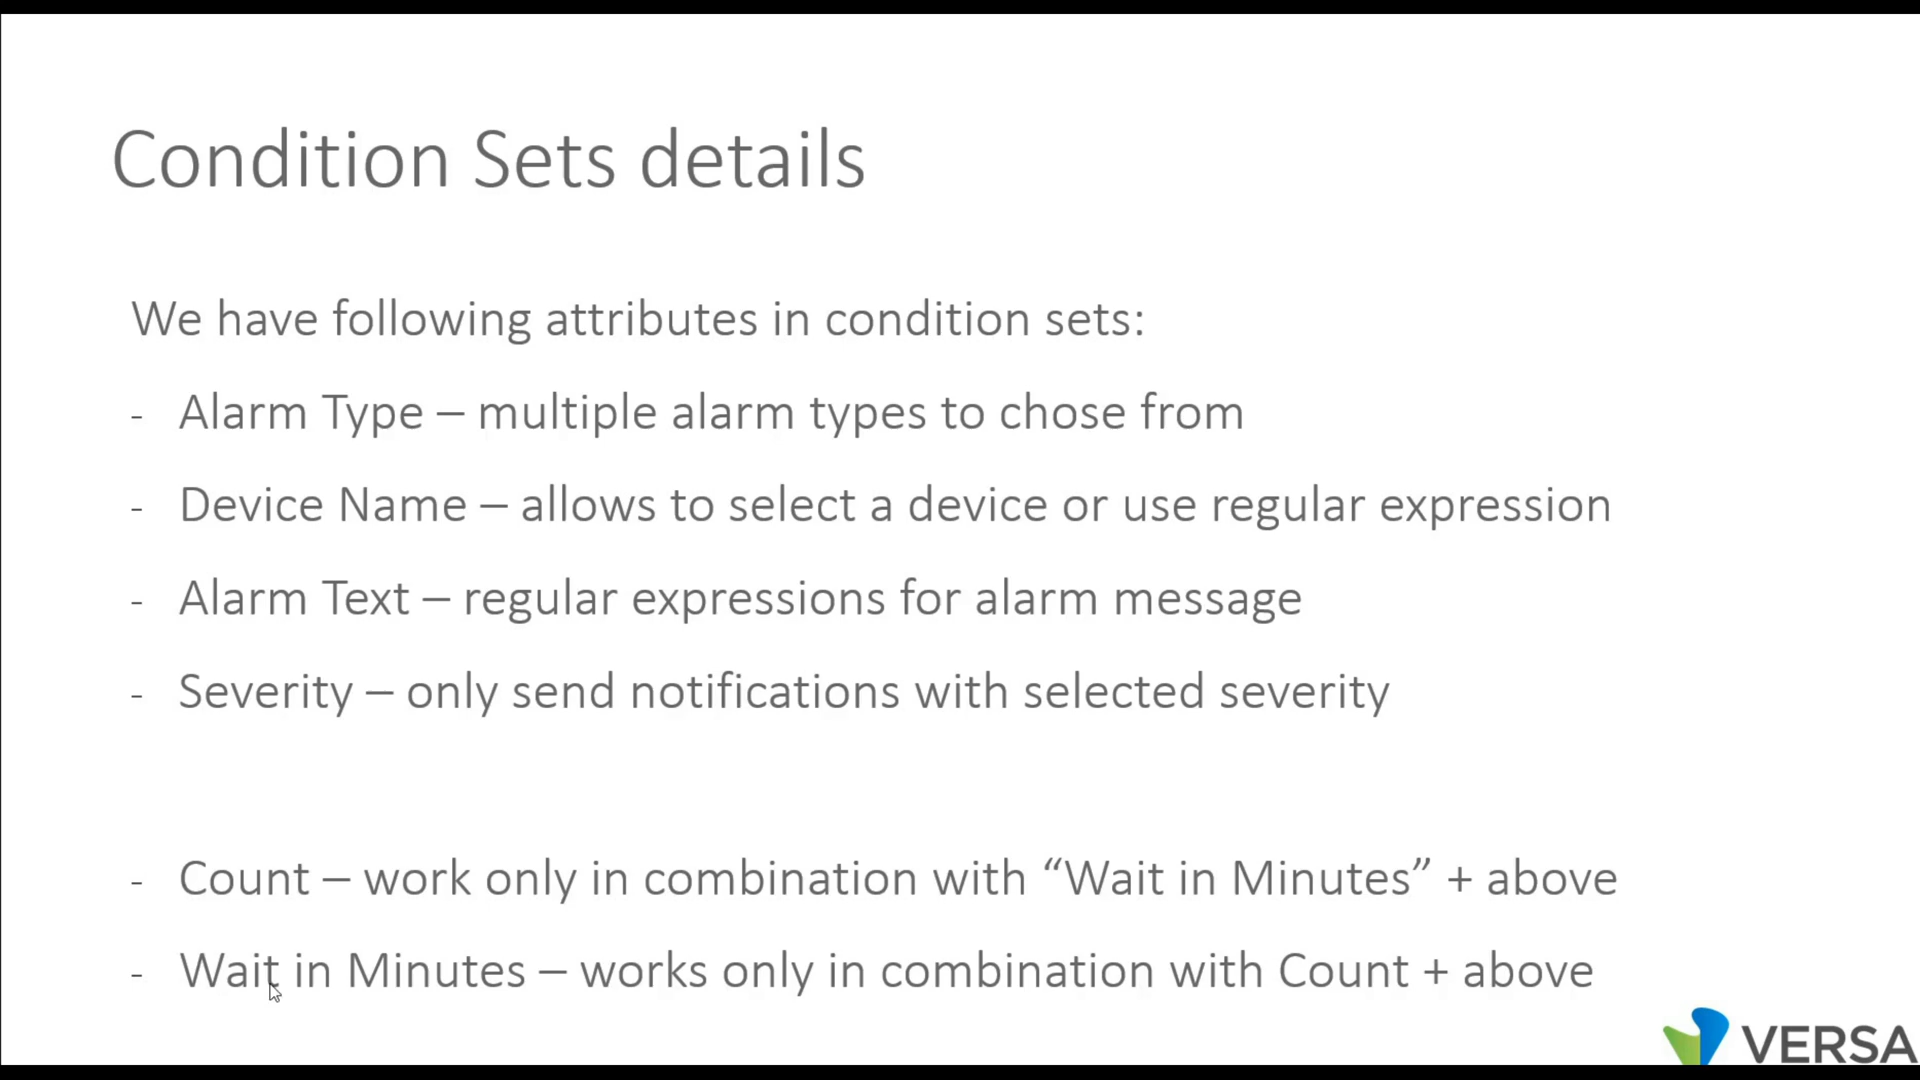 Condition Sets details
We have following attributes in condition sets:
- Alarm Type – multiple alarm types to chose from
- Device Name – allows to select a device or use regular expression
- Alarm Text – regular expressions for alarm message
- Severity – only send notifications with selected severity
- Count – work only in combination with “Wait in Minutes” + above
- Wait in Minutes – works only in combination with Count + above
VERSA